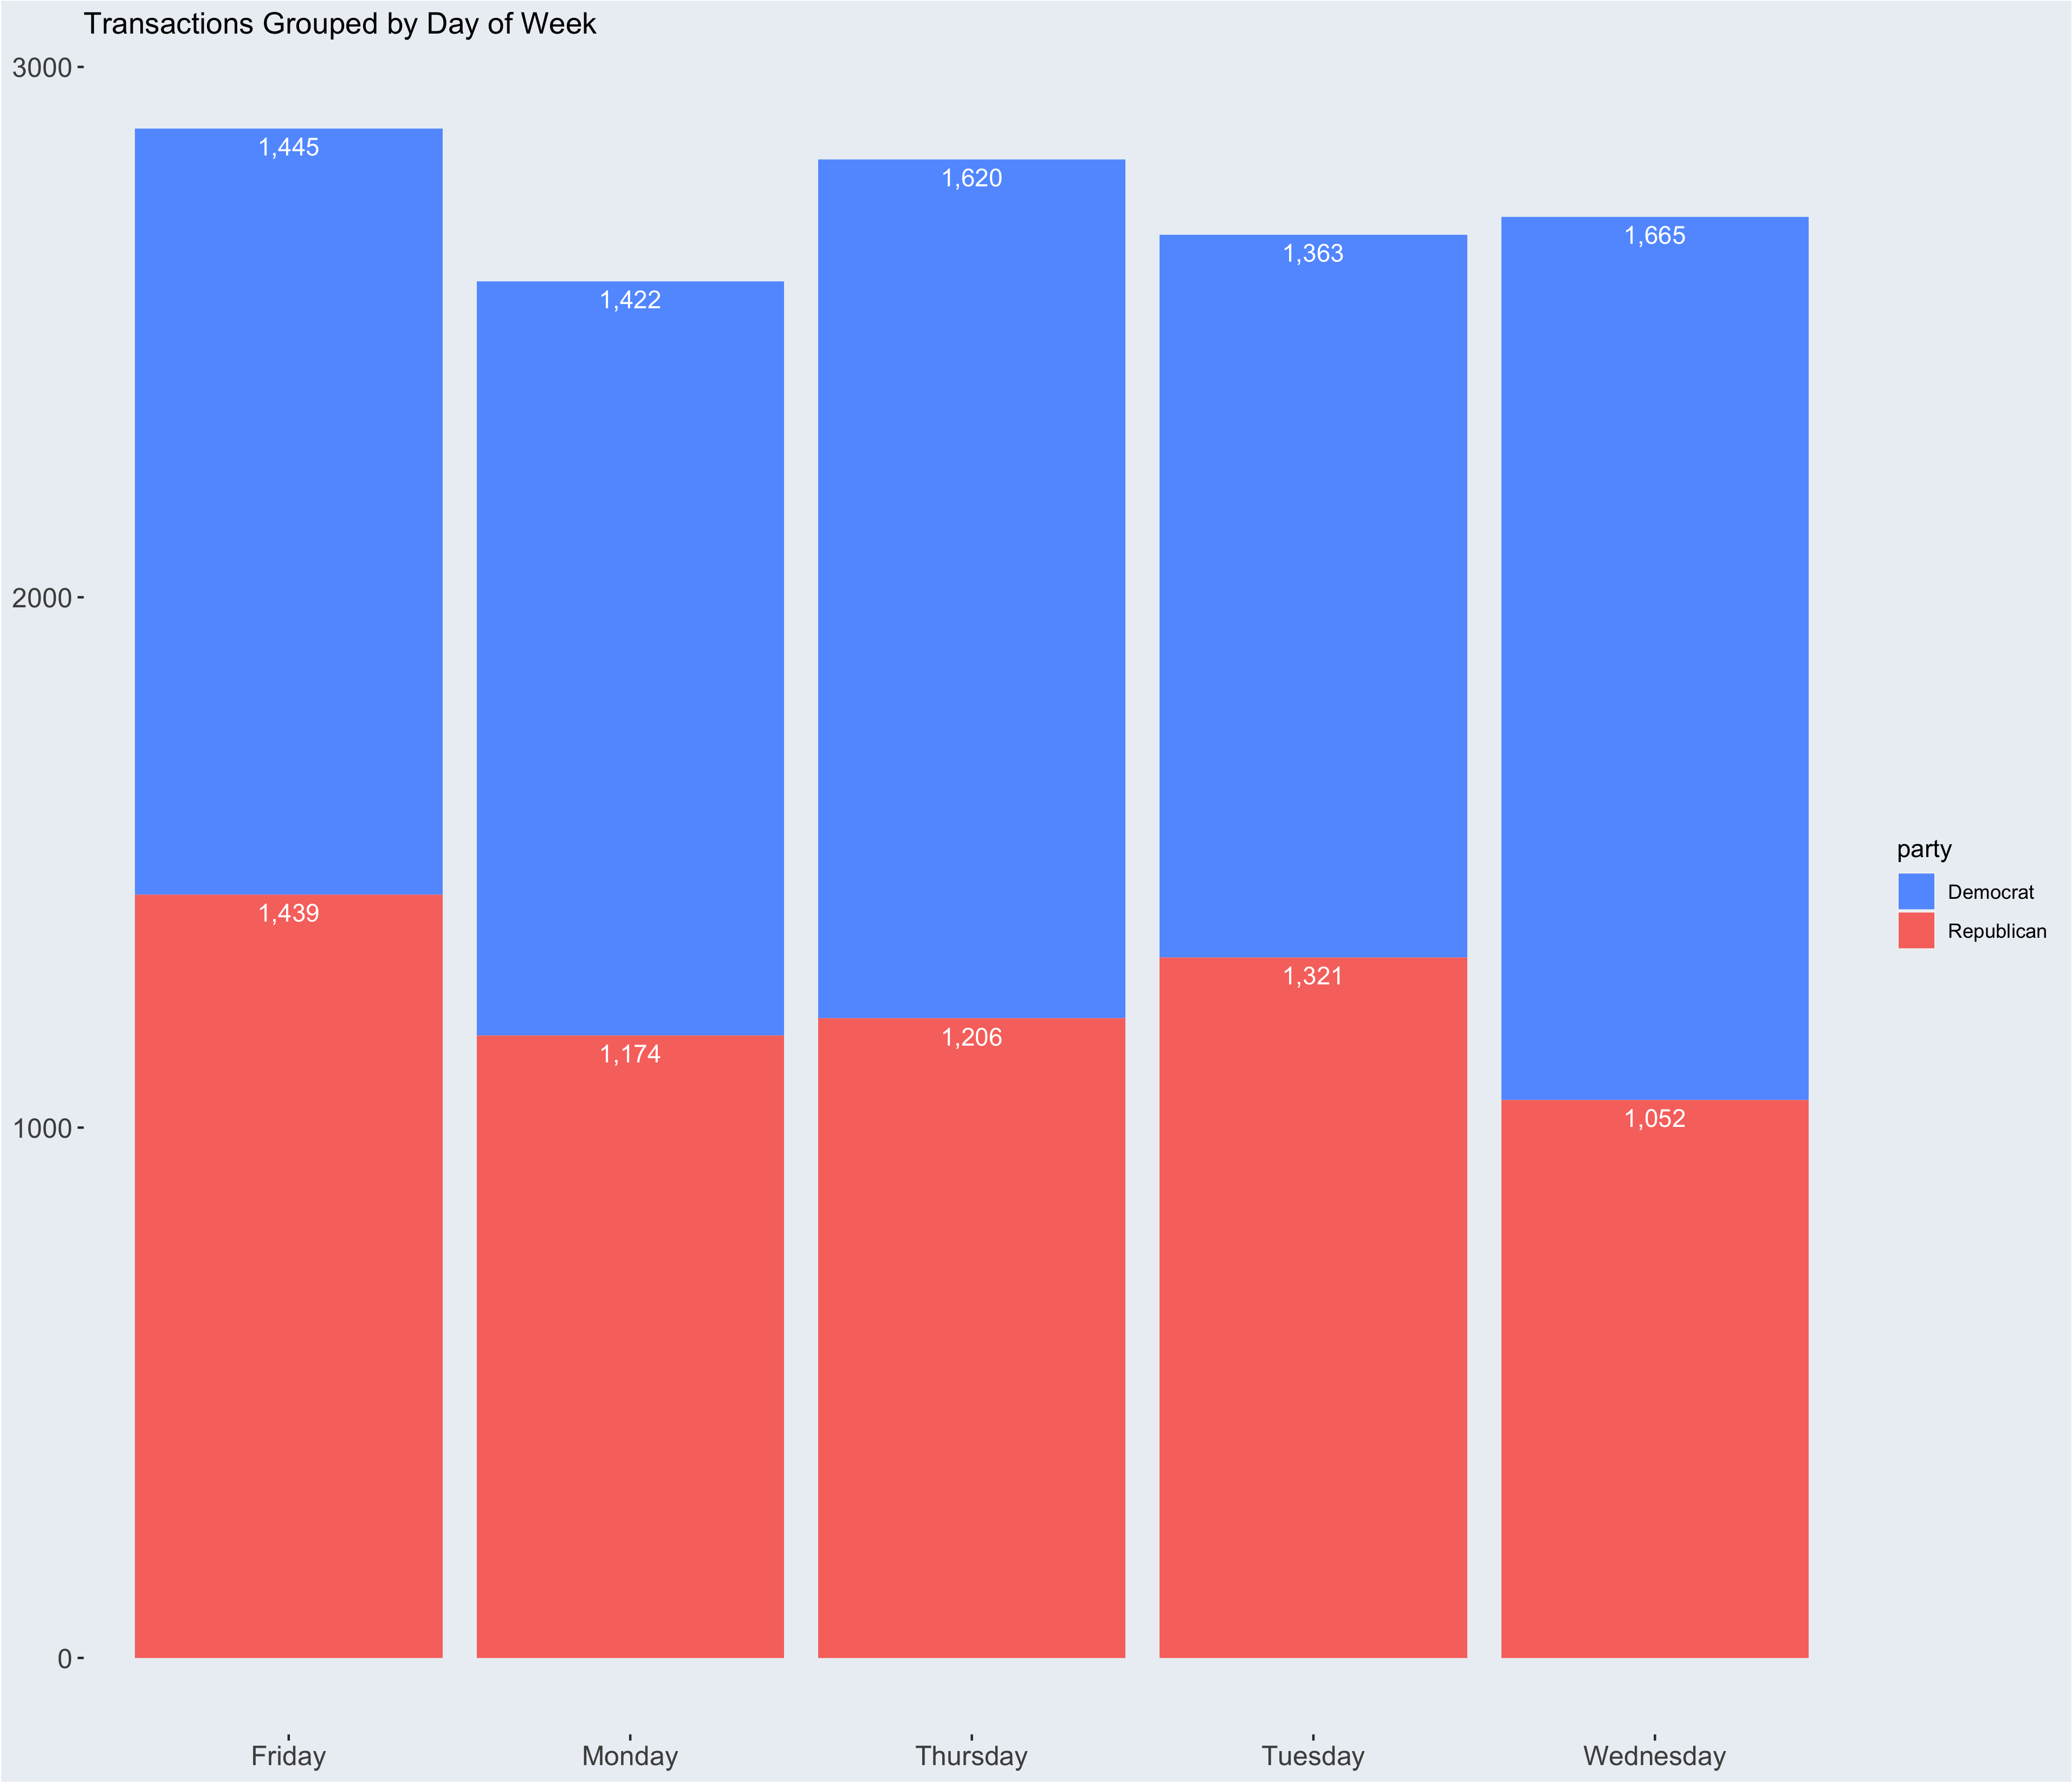 Transactions Grouped by Day of Week
3000
2000
1000
0
1,445
1,439
1,422
1,174
1,620
1,206
1,363
1,321
1,665
1,052
Friday
Monday
Thursday
Tuesday
Wednesday
party
Democrat
Republican